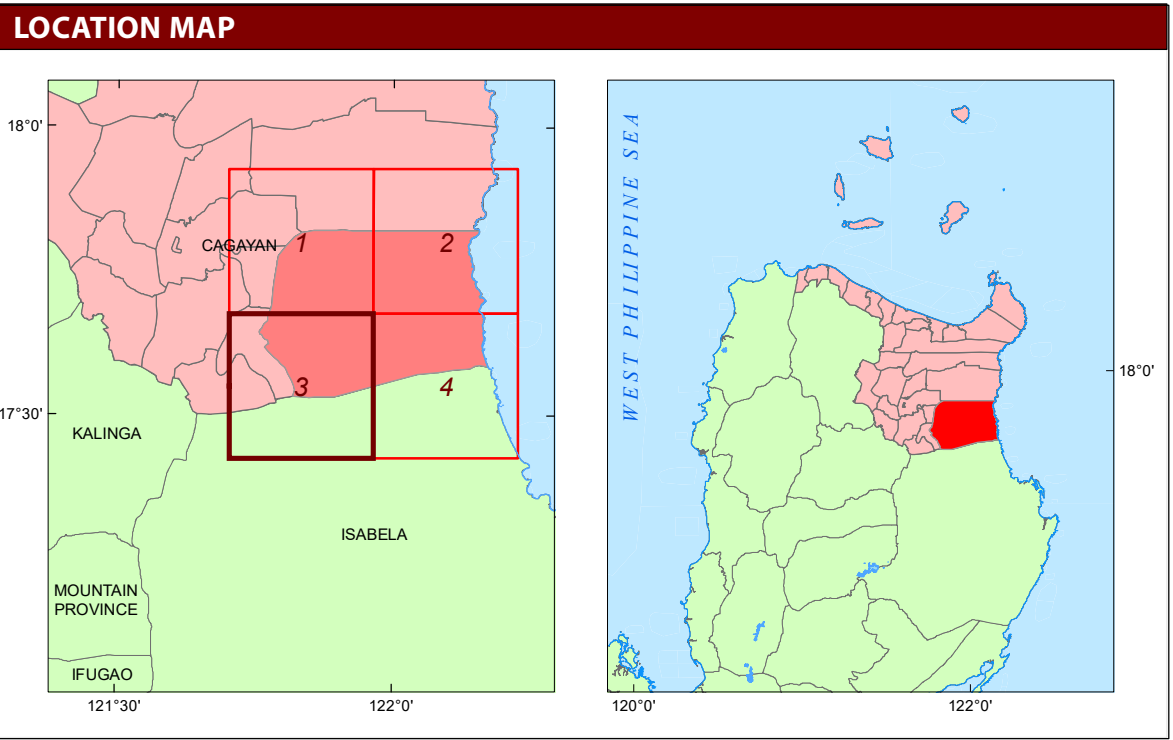 LOCATION MAP
18°0'
17°30'
CAGAYAN
1
2
3
4
KALINGA
ISABELA
MOUNTAIN
PROVINCE
IFUGAO
121°30'
122°0'
WEST PHILIPPINE SEA
18°0'
120°0'
122°0'